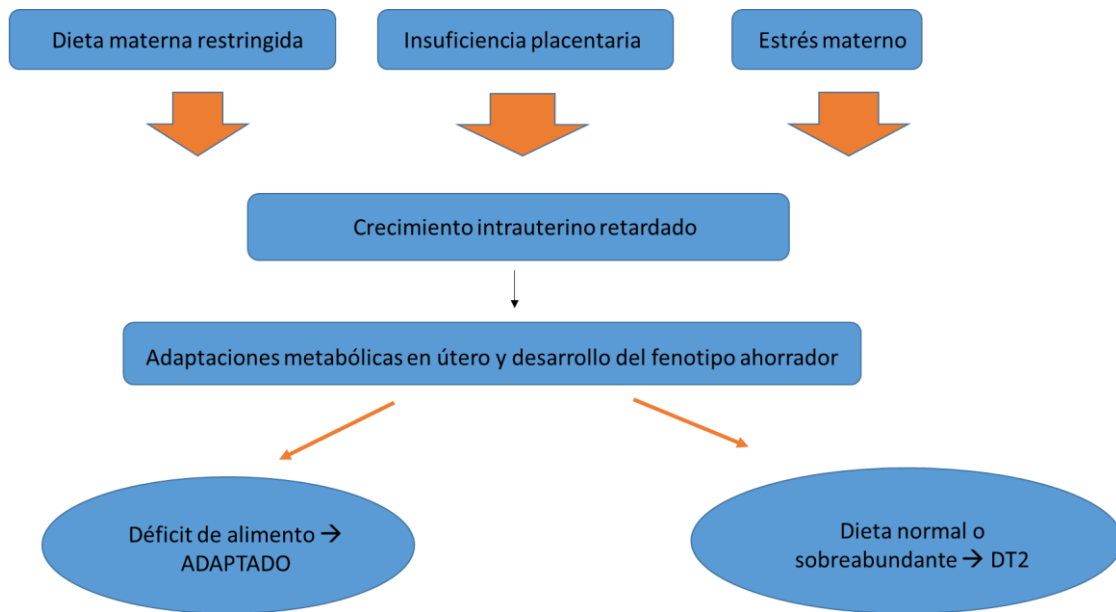 Dieta materna restringida
Insuficiencia placentaria
Estrés materno
Crecimiento intrauterino retardado
Adaptaciones metabólicas en útero y desarrollo del fenotipo ahorrador
Déficit de alimento →
ADAPTADO
Dieta normal o
sobreabundante → DT2